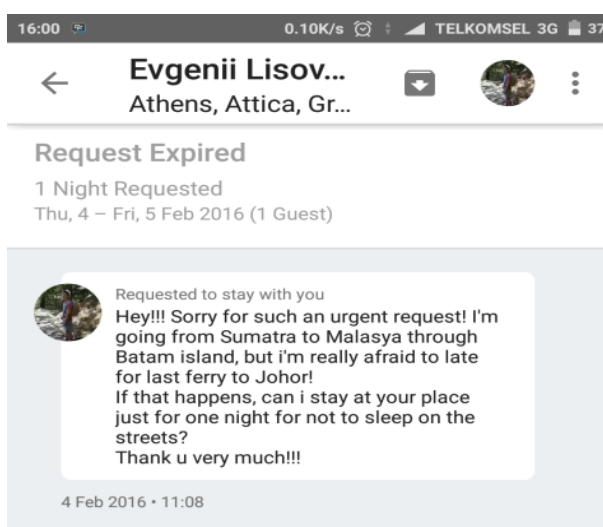 16:00 0.10K/s TELKOMSEL 3G 37
Evgenii Lisov...
Athens, Attica, Gr...
Request Expired
1 Night Requested
Thu, 4 – Fri, 5 Feb 2016 (1 Guest)
Requested to stay with you
Hey!!! Sorry for such an urgent request! I'm
going from Sumatra to Malasya through
Batam island, but i'm really afraid to late
for last ferry to Johor!
If that happens, can i stay at your place
just for one night for not to sleep on the
streets?
Thank u very much!!!
4 Feb 2016 • 11:08